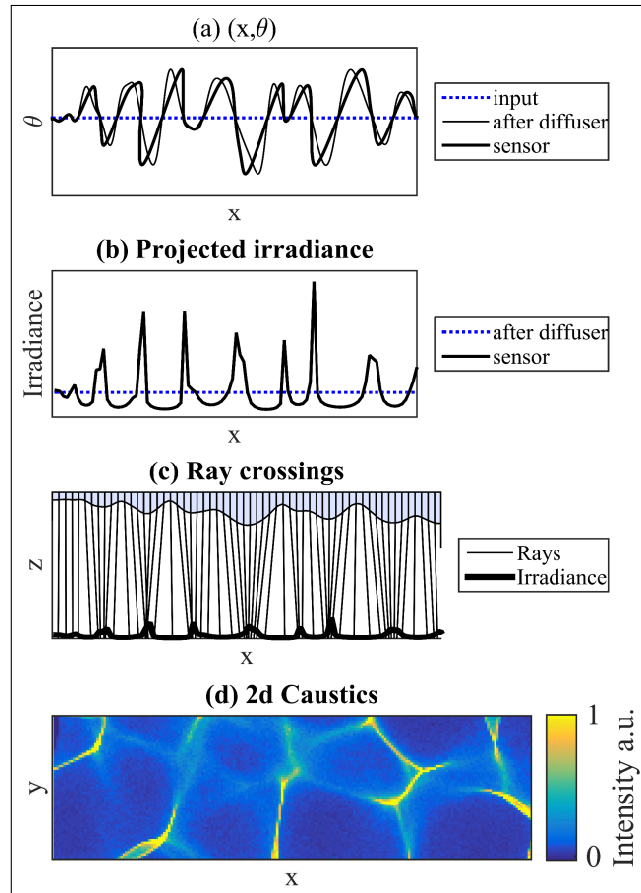 (a) (x,θ)
θ
x
input
after diffuser
sensor
(b) Projected irradiance
Irradiance
x
after diffuser
sensor
(c) Ray crossings
z
x
Rays
Irradiance
(d) 2d Caustics
y
x
1
0
Intensity a.u.